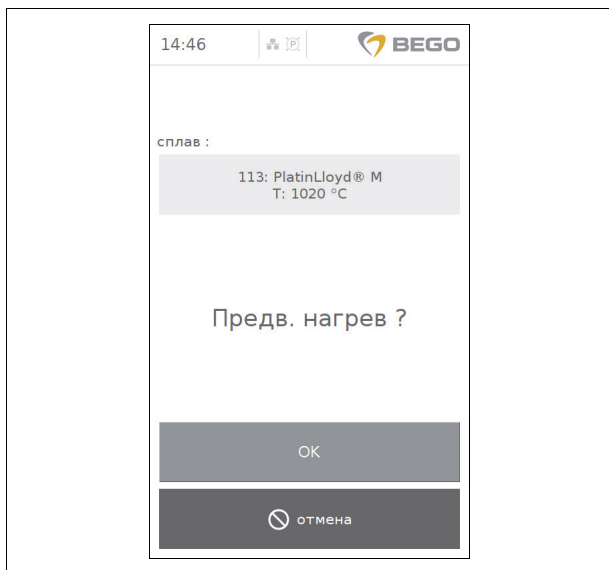 14:46 P BEGO
сплав :
113: PlatinLloyd® M
T: 1020 °C
Предв. нагрев ?
OK
отмена